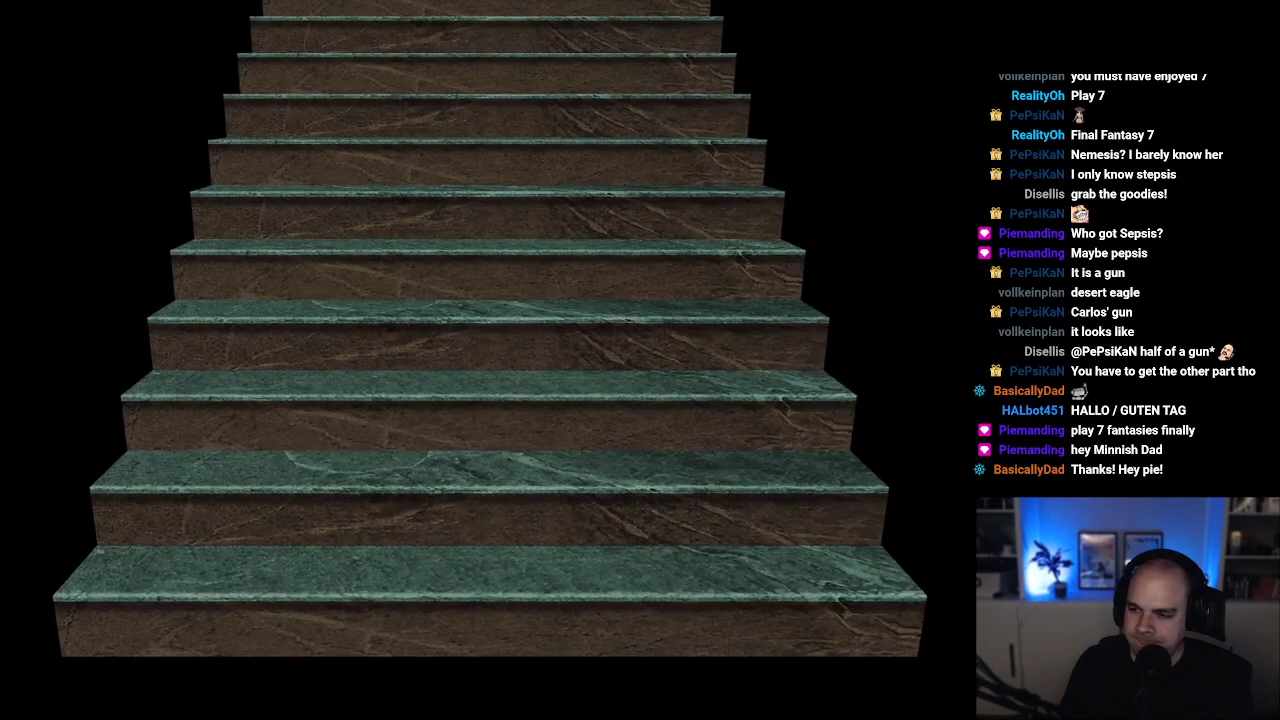 vollkeinplan you must have enjoyed 7
RealityOh Play 7
PePsiKaN
RealityOh Final Fantasy 7
PePsiKaN Nemesis? I barely know her
PePsiKaN I only know stepsis
Disellis grab the goodies!
PePsiKaN
Piemanding Who got Sepsis?
Piemanding Maybe pepsis
PePsiKaN It is a gun
vollkeinplan desert eagle
PePsiKaN Carlos' gun
vollkeinplan it looks like
Disellis @PePsiKaN half of a gun*
PePsiKaN You have to get the other part tho
BasicallyDad
HALbot451 HALLO / GUTEN TAG
Piemanding play 7 fantasies finally
Piemanding hey Minnish Dad
BasicallyDad Thanks! Hey pie!